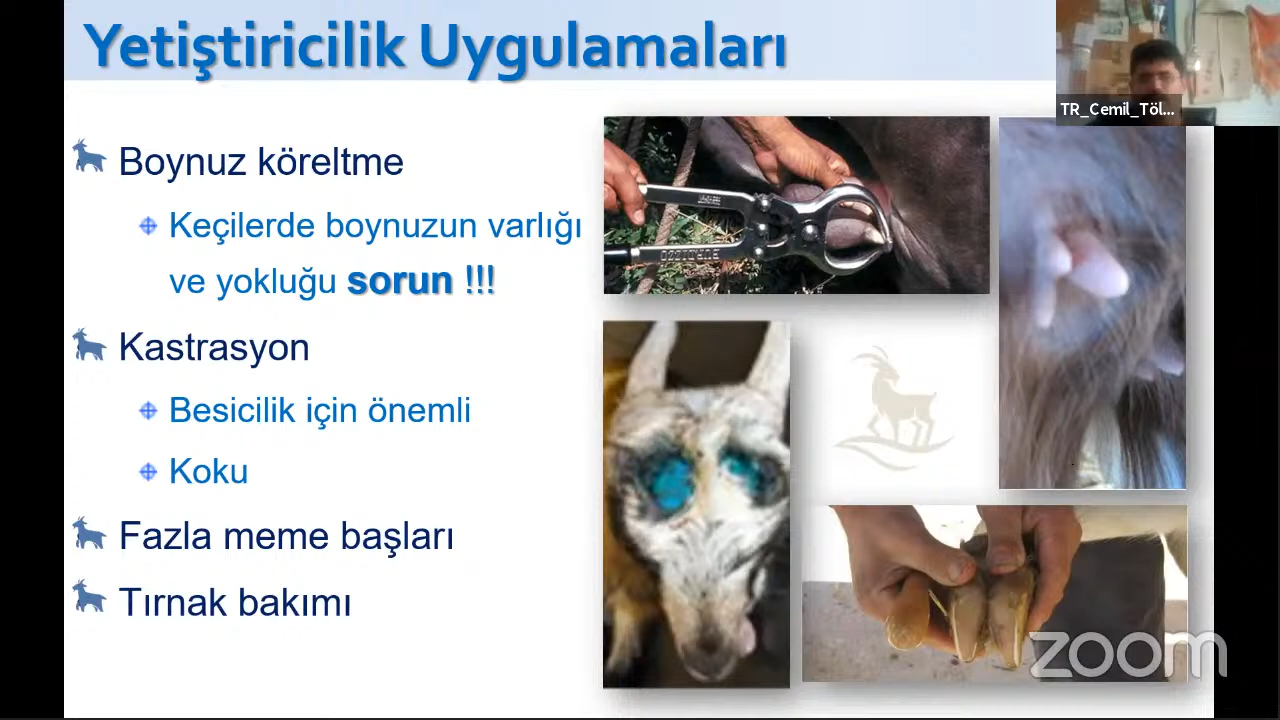 Yetiştiricilik Uygulamaları
TR_Cemil_Töl...
Boynuz köreltme
Keçilerde boynuzun varlığı
ve yokluğu sorun !!!
Kastrasyon
Besicilik için önemli
Koku
Fazla meme başları
Tırnak bakımı
BURDIZZO
zoom